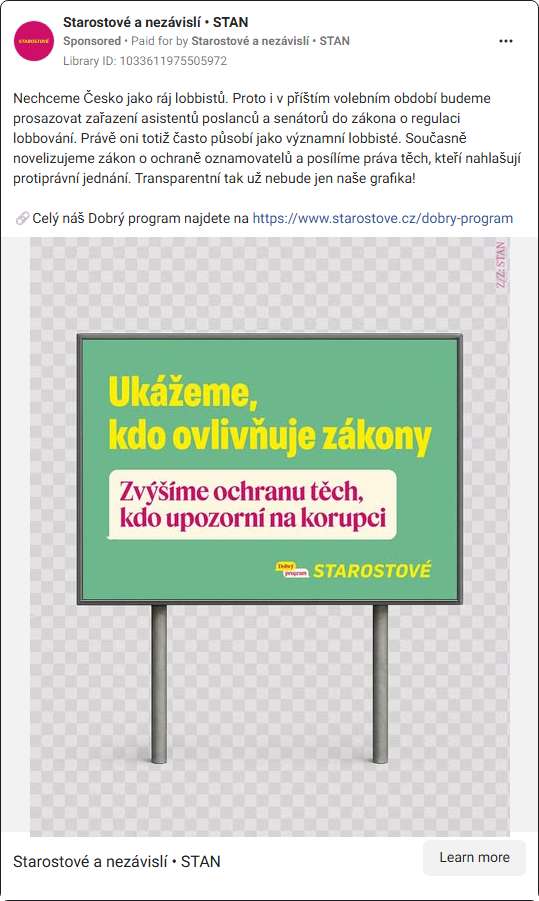 Starostové a nezávislí • STAN
Sponsored • Paid for by Starostové a nezávislí • STAN
Library ID: 1033611975505972
STAROSTOVÉ
Nechceme Česko jako ráj lobbistů. Proto i v příštím volebním období budeme
prosazovat zařazení asistentů poslanců a senátorů do zákona o regulaci
lobbování. Právě oni totiž často působí jako významní lobbisté. Současně
novelizujeme zákon o ochraně oznamovatelů a posílíme práva těch, kteří nahlašují
protiprávní jednání. Transparentní tak už nebude jen naše grafika!
🔗 Celý náš Dobrý program najdete na https://www.starostove.cz/dobry-program
Z/Z: STAN
Ukážeme,
kdo ovlivňuje zákony
Zvýšíme ochranu těch,
kdo upozorní na korupci
Dobrý
program
STAROSTOVÉ
Starostové a nezávislí • STAN
Learn more